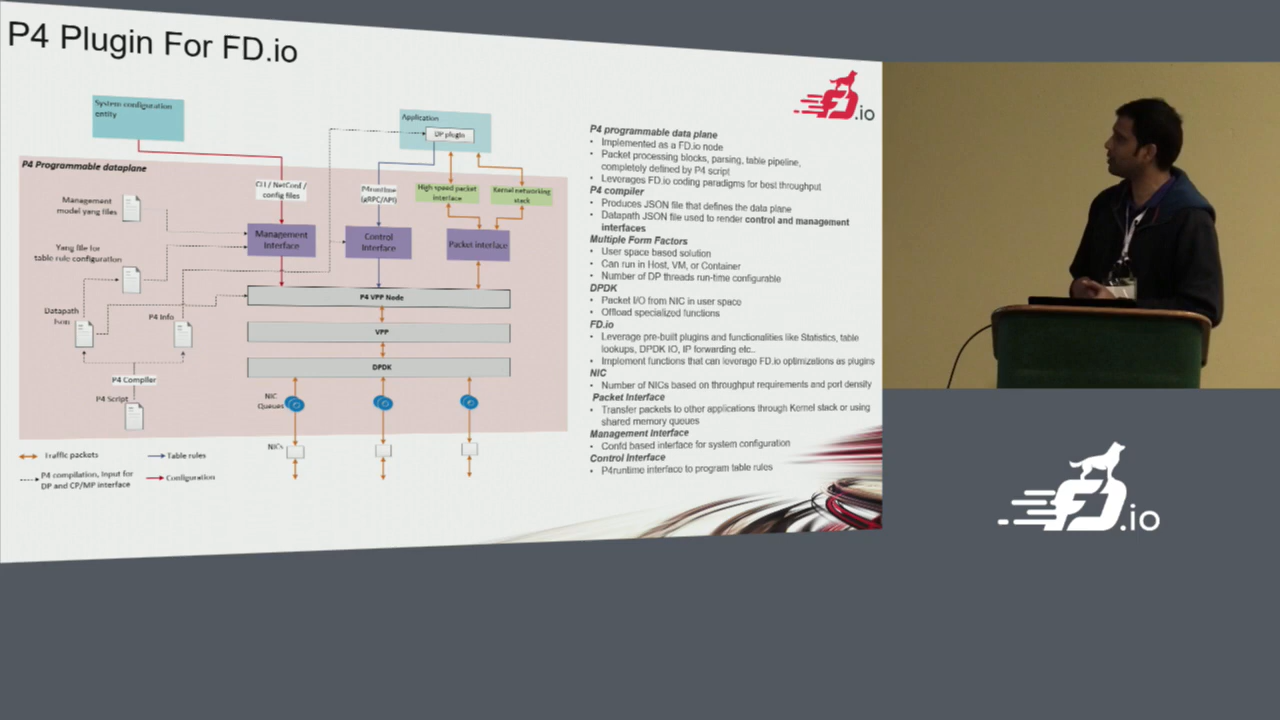 P4 Plugin For FD.io
FD.io
System configuration
entity
Application
DP plugin
P4 Programmable dataplane
Management
model yang files
CLI / NetConf /
config files
P4runtime
(gRPC/API)
High speed packet
interface
Kernel networking
stack
Yang file for
table rule configuration
Management
Interface
Control
Interface
Packet interface
Datapath
Json
P4 Info
P4 VPP Node
VPP
DPDK
P4 Compiler
P4 Script
NIC
Queues
NICs
Traffic packets
Table rules
P4 compilation, Input for
DP and CP/MP interface
Configuration
P4 programmable data plane
• Implemented as a FD.io node
• Packet processing blocks, parsing, table pipeline,
completely defined by P4 script
• Leverages FD.io coding paradigms for best throughput
P4 compiler
• Produces JSON file that defines the data plane
• Datapath JSON file used to render control and management
interfaces
Multiple Form Factors
• User space based solution
• Can run in Host, VM, or Container
• Number of DP threads run-time configurable
DPDK
• Packet I/O from NIC in user space
• Offload specialized functions
FD.io
• Leverage pre-built plugins and functionalities like Statistics, table
lookups, DPDK IO, IP forwarding etc..
• Implement functions that can leverage FD.io optimizations as plugins
NIC
• Number of NICs based on throughput requirements and port density
Packet Interface
• Transfer packets to other applications through Kernel stack or using
shared memory queues
Management Interface
• Confd based interface for system configuration
Control Interface
• P4runtime interface to program table rules
FD.io